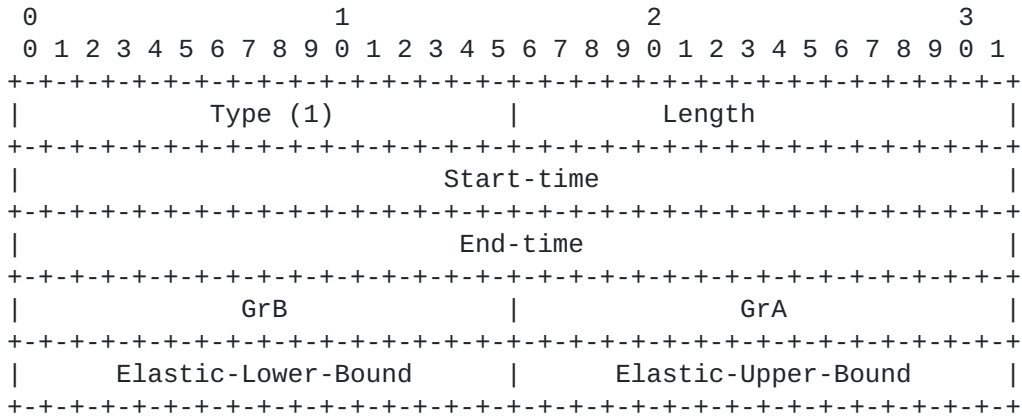 0                   1                   2                   3
 0 1 2 3 4 5 6 7 8 9 0 1 2 3 4 5 6 7 8 9 0 1 2 3 4 5 6 7 8 9 0 1
+-+-+-+-+-+-+-+-+-+-+-+-+-+-+-+-+-+-+-+-+-+-+-+-+-+-+-+-+-+-+-+-+
|            Type (1)           |         Length                |
+-+-+-+-+-+-+-+-+-+-+-+-+-+-+-+-+-+-+-+-+-+-+-+-+-+-+-+-+-+-+-+-+
|                           Start-time                          |
+-+-+-+-+-+-+-+-+-+-+-+-+-+-+-+-+-+-+-+-+-+-+-+-+-+-+-+-+-+-+-+-+
|                            End-time                           |
+-+-+-+-+-+-+-+-+-+-+-+-+-+-+-+-+-+-+-+-+-+-+-+-+-+-+-+-+-+-+-+-+
|              GrB              |              GrA              |
+-+-+-+-+-+-+-+-+-+-+-+-+-+-+-+-+-+-+-+-+-+-+-+-+-+-+-+-+-+-+-+-+
|      Elastic-Lower-Bound      |      Elastic-Upper-Bound      |
+-+-+-+-+-+-+-+-+-+-+-+-+-+-+-+-+-+-+-+-+-+-+-+-+-+-+-+-+-+-+-+-+